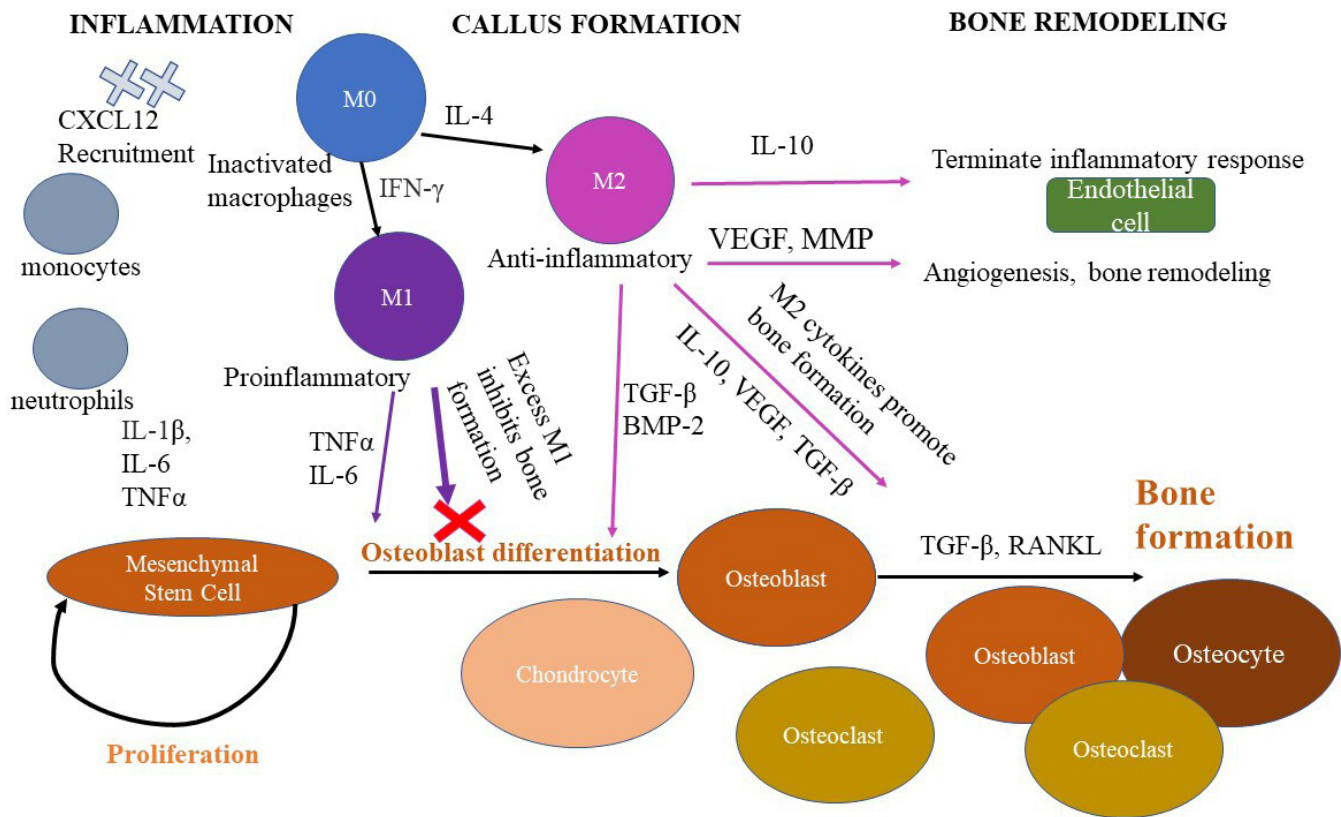 INFLAMMATION
CALLUS FORMATION
BONE REMODELING
CXCL12
Recruitment
monocytes
neutrophils
IL-1β,
IL-6
TNFα
M0
Inactivated
macrophages
IFN-γ
IL-4
M1
Proinflammatory
TNFα
IL-6
Excess M1
inhibits bone
formation
M2
Anti-inflammatory
IL-10
Terminate inflammatory response
Endothelial
cell
VEGF, MMP
Angiogenesis, bone remodeling
TGF-β
BMP-2
M2 cytokines promote
bone formation
IL-10, VEGF, TGF-β
Mesenchymal
Stem Cell
Proliferation
Osteoblast differentiation
Chondrocyte
Osteoblast
Osteoclast
TGF-β, RANKL
Bone
formation
Osteoblast
Osteocyte
Osteoclast